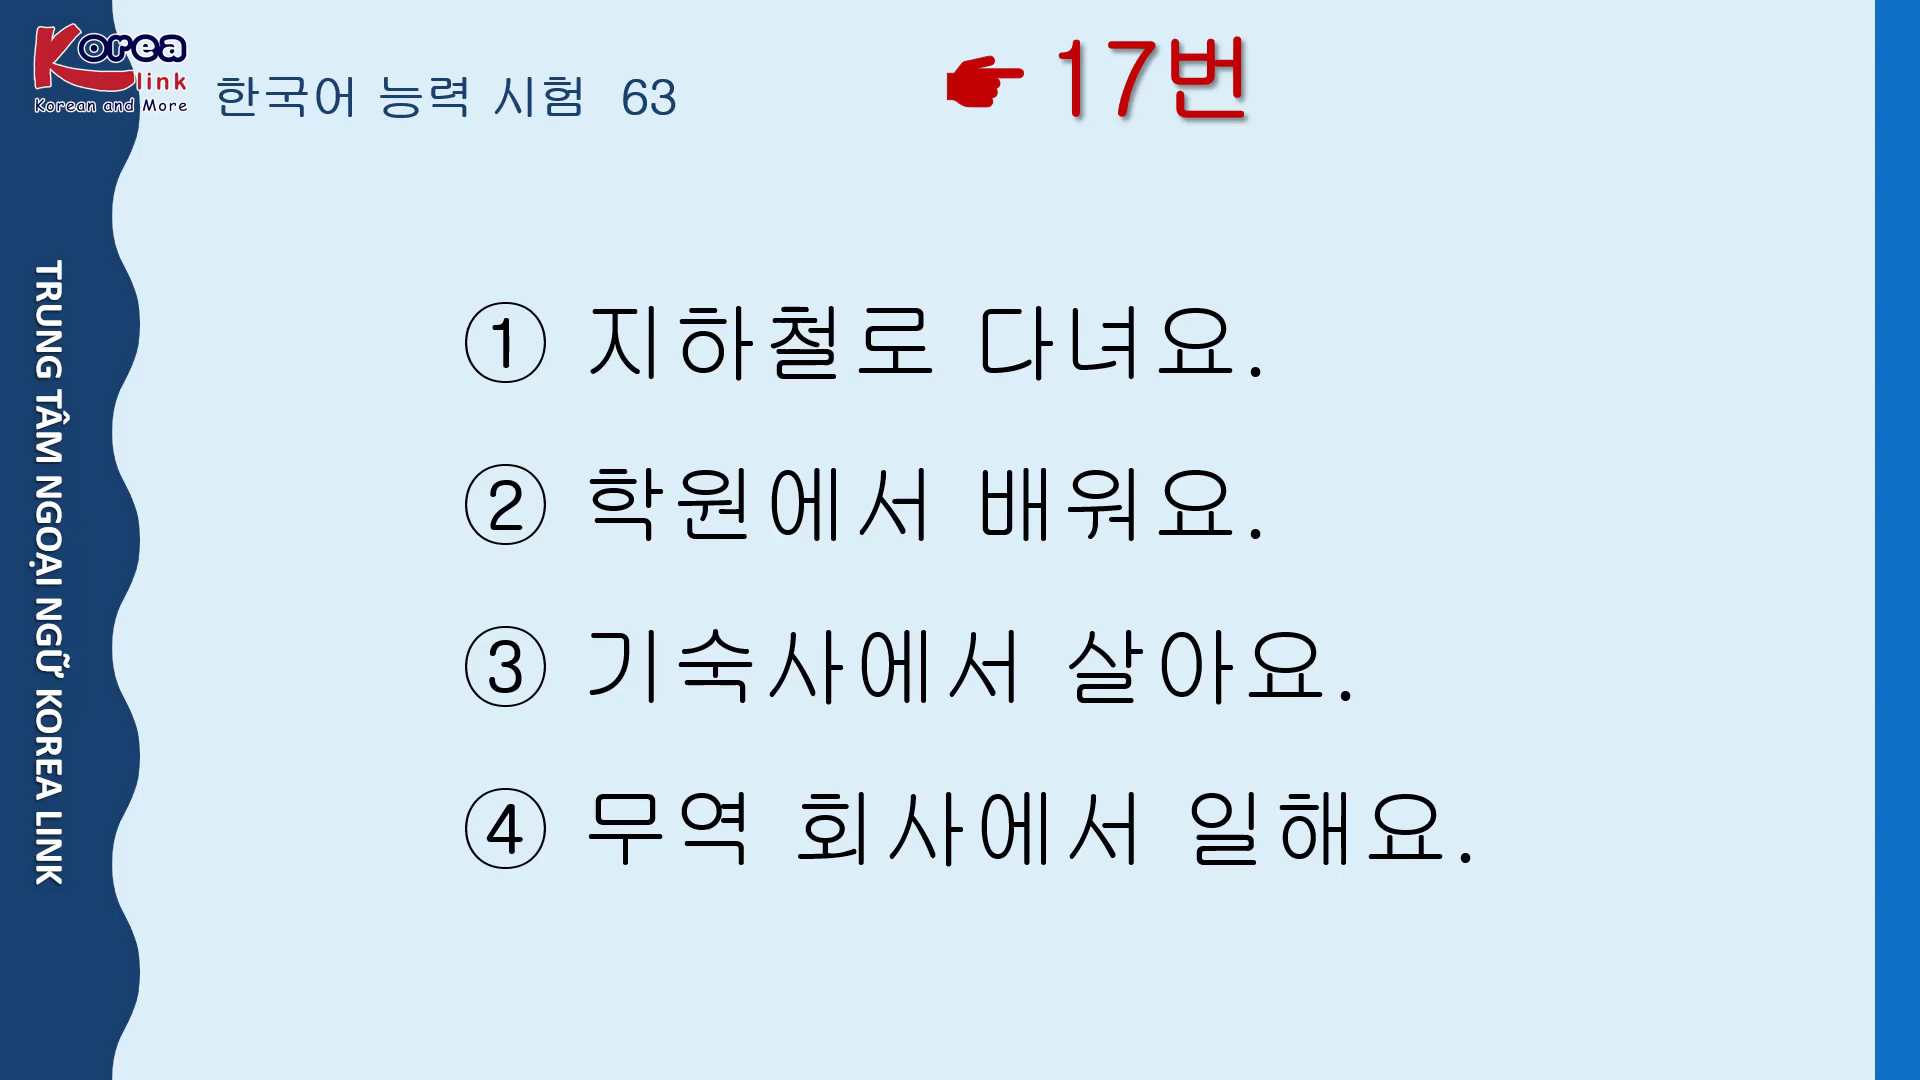 Korea
link
Korean and More
한국어 능력 시험 63
17번
TRUNG TÂM NGOẠI NGỮ KOREA LINK
① 지하철로 다녀요.
② 학원에서 배워요.
③ 기숙사에서 살아요.
④ 무역 회사에서 일해요.